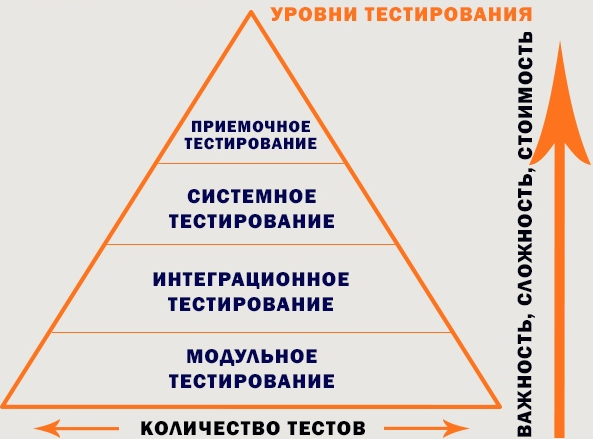 УРОВНИ ТЕСТИРОВАНИЯ
ПРИЕМОЧНОЕ
ТЕСТИРОВАНИЕ
СИСТЕМНОЕ
ТЕСТИРОВАНИЕ
ИНТЕГРАЦИОННОЕ
ТЕСТИРОВАНИЕ
МОДУЛЬНОЕ
ТЕСТИРОВАНИЕ
КОЛИЧЕСТВО ТЕСТОВ
ВАЖНОСТЬ, СЛОЖНОСТЬ, СТОИМОСТЬ